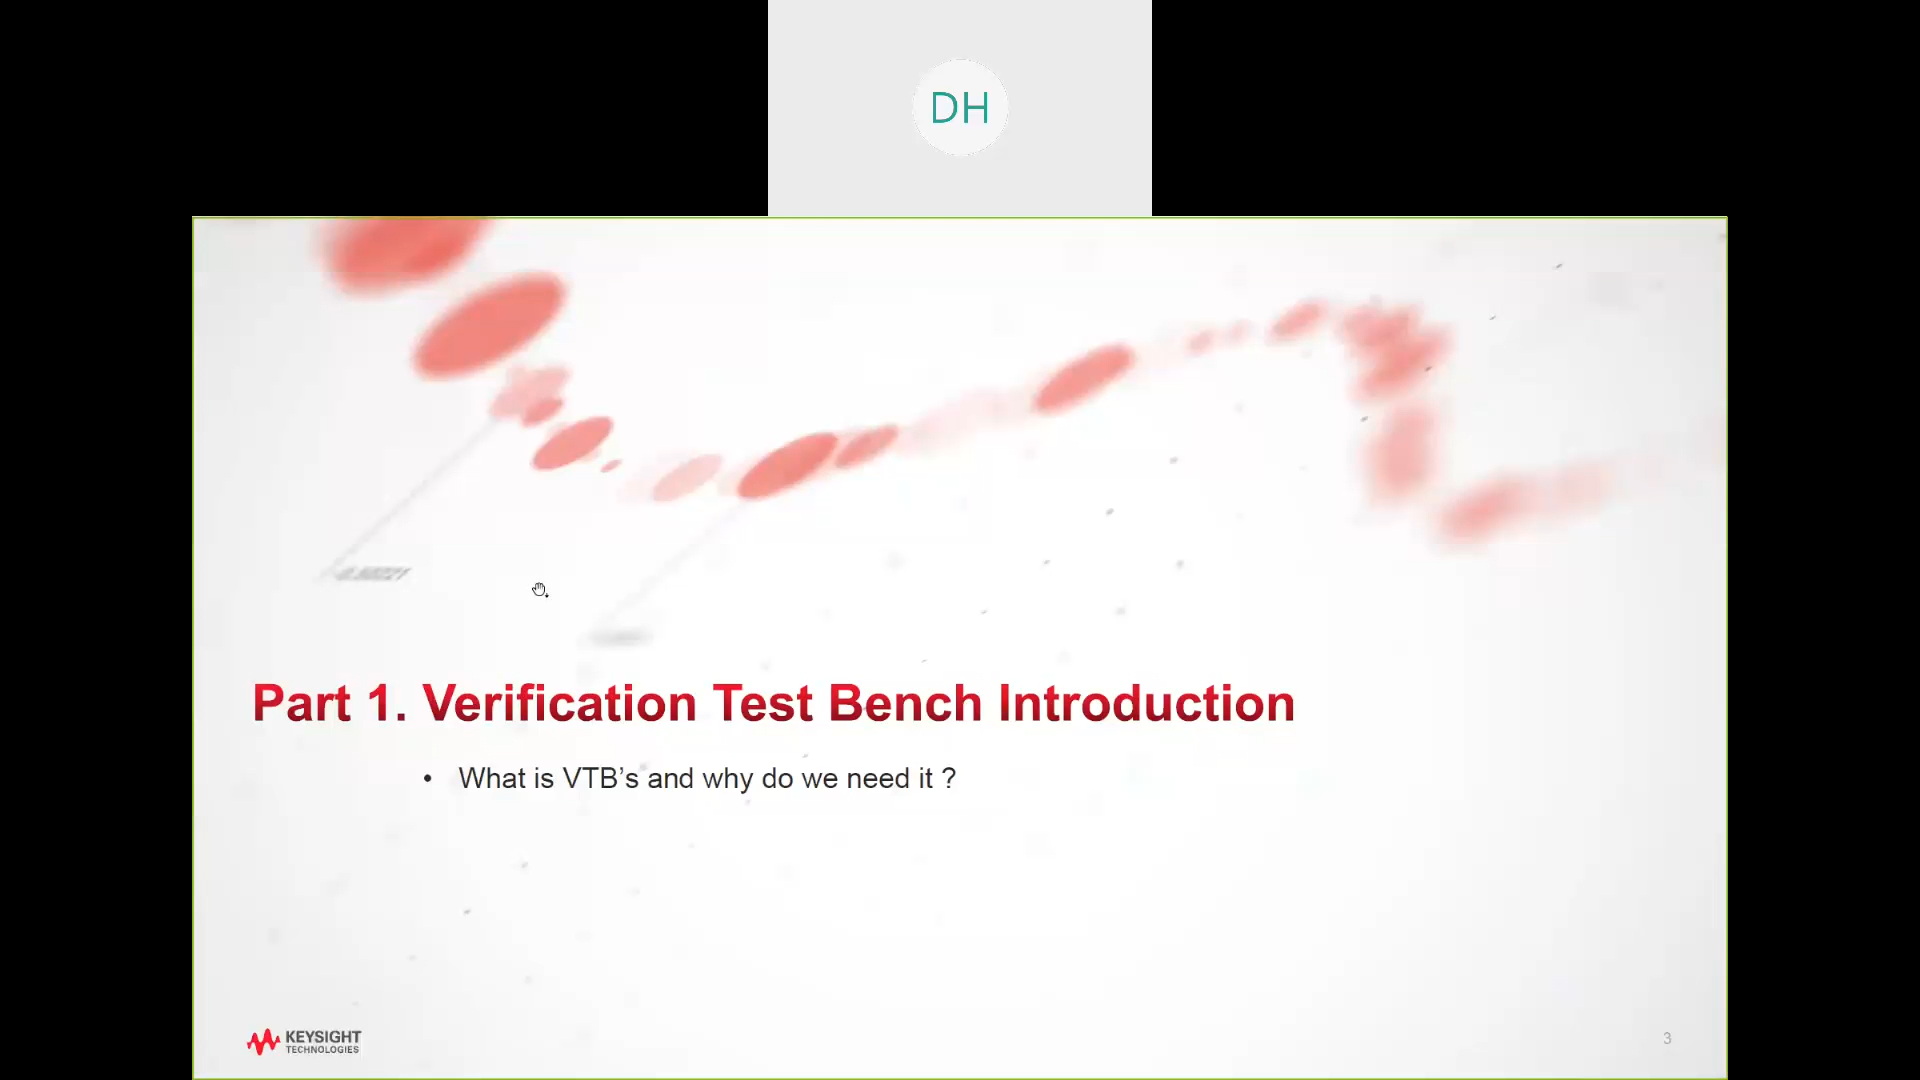 DH
Part 1. Verification Test Bench Introduction
• What is VTB's and why do we need it ?
KEYSIGHT
TECHNOLOGIES
3